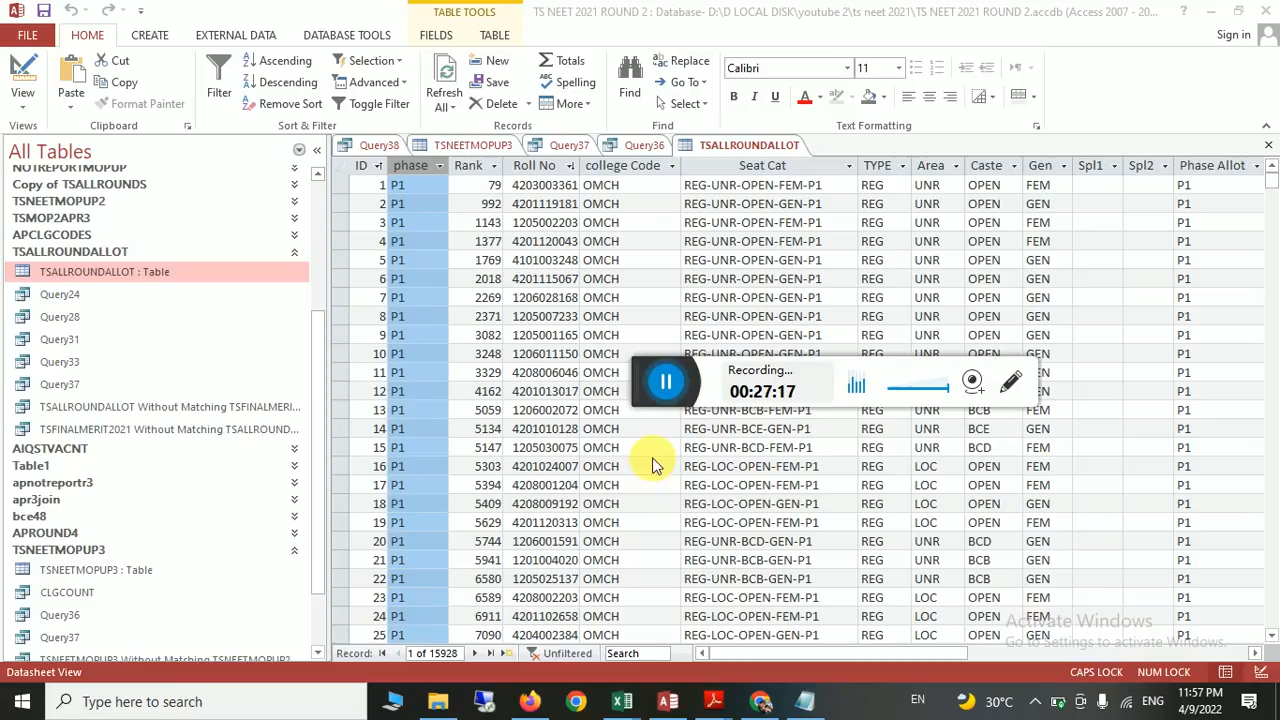 TABLE TOOLS
TS NEET 2021 ROUND 2 : Database- D:\D LOCAL DISK\youtube 2\ts neet 2021\TS NEET 2021 ROUND 2.accdb (Access 2007 - 20...
FILE HOME CREATE EXTERNAL DATA DATABASE TOOLS FIELDS TABLE Sign in
View
Views
Paste
Cut
Copy
Format Painter
Clipboard
Filter
Ascending
Descending
Remove Sort
Selection
Advanced
Toggle Filter
Sort & Filter
Refresh
All
New
Save
Delete
Totals
Spelling
More
Records
Find
Replace
Go To
Select
Find
Calibri 11
B I U A
Text Formatting
All Tables
NOTREPORTMOPUP
Copy of TSALLROUNDS
TSNEETMOPUP2
TSMOP2APR3
APCLGCODES
TSALLROUNDALLOT
TSALLROUNDALLOT : Table
Query24
Query28
Query31
Query33
Query37
TSALLROUNDALLOT Without Matching TSFINALMERI...
TSFINALMERIT2021 Without Matching TSALLROUND...
AIQSTVACANT
Table1
apnotreportr3
apr3join
bce48
APROUND4
TSNEETMOPUP3
TSNEETMOPUP3 : Table
CLGCOUNT
Query36
Query37
TSNEETMOPUP3 Without Matching TSNEETMOPUP2
Query38 TSNEETMOPUP3 Query37 Query36 TSALLROUNDALLOT
ID phase Rank Roll No college Code Seat Cat TYPE Area Caste Gen Spl1 Spl2 Phase Allot
1 P1 79 4203003361 OMCH REG-UNR-OPEN-FEM-P1 REG UNR OPEN FEM P1
2 P1 992 4201119181 OMCH REG-UNR-OPEN-GEN-P1 REG UNR OPEN GEN P1
3 P1 1143 1205002203 OMCH REG-UNR-OPEN-FEM-P1 REG UNR OPEN FEM P1
4 P1 1377 4201120043 OMCH REG-UNR-OPEN-FEM-P1 REG UNR OPEN FEM P1
5 P1 1769 4101003248 OMCH REG-UNR-OPEN-GEN-P1 REG UNR OPEN GEN P1
6 P1 2018 4201115067 OMCH REG-UNR-OPEN-GEN-P1 REG UNR OPEN GEN P1
7 P1 2269 1206028168 OMCH REG-UNR-OPEN-GEN-P1 REG UNR OPEN GEN P1
8 P1 2371 1205007233 OMCH REG-UNR-OPEN-GEN-P1 REG UNR OPEN GEN P1
9 P1 3082 1205001165 OMCH REG-UNR-OPEN-GEN-P1 REG UNR OPEN GEN P1
10 P1 3248 1206011150 OMCH REG-UNR-OPEN-GEN-P1 REG UNR OPEN GEN P1
11 P1 3329 4208006046 P1
12 P1 4162 4201013017 P1
13 P1 5059 1206002072 OMCH REG-UNR-BCB-FEM-P1 REG UNR BCB FEM P1
14 P1 5134 4201010128 OMCH REG-UNR-BCE-GEN-P1 REG UNR BCE GEN P1
15 P1 5147 1205030075 OMCH REG-UNR-BCD-FEM-P1 REG UNR BCD FEM P1
16 P1 5303 4201024007 OMCH REG-LOC-OPEN-FEM-P1 REG LOC OPEN FEM P1
17 P1 5394 4208001204 OMCH REG-LOC-OPEN-FEM-P1 REG LOC OPEN FEM P1
18 P1 5409 4208009192 OMCH REG-LOC-OPEN-GEN-P1 REG LOC OPEN GEN P1
19 P1 5629 4201120313 OMCH REG-LOC-OPEN-FEM-P1 REG LOC OPEN FEM P1
20 P1 5744 1206001591 OMCH REG-UNR-BCD-GEN-P1 REG UNR BCD GEN P1
21 P1 5941 1201004020 OMCH REG-UNR-BCB-GEN-P1 REG UNR BCB GEN P1
22 P1 6580 1205025137 OMCH REG-UNR-BCB-GEN-P1 REG UNR BCB GEN P1
23 P1 6589 4208002203 OMCH REG-LOC-OPEN-FEM-P1 REG LOC OPEN FEM P1
24 P1 6911 4201102658 OMCH REG-LOC-OPEN-FEM-P1 REG LOC OPEN FEM P1
25 P1 7090 4204002384 OMCH REG-LOC-OPEN-GEN-P1 REG LOC OPEN GEN P1
Recording...
00:27:17
Activate Windows
Go to Settings to activate Windows.
Record: 1 of 15928 Unfiltered Search
Datasheet View CAPS LOCK NUM LOCK
Type here to search
EN 30°C ENG
11:57 PM
4/9/2022